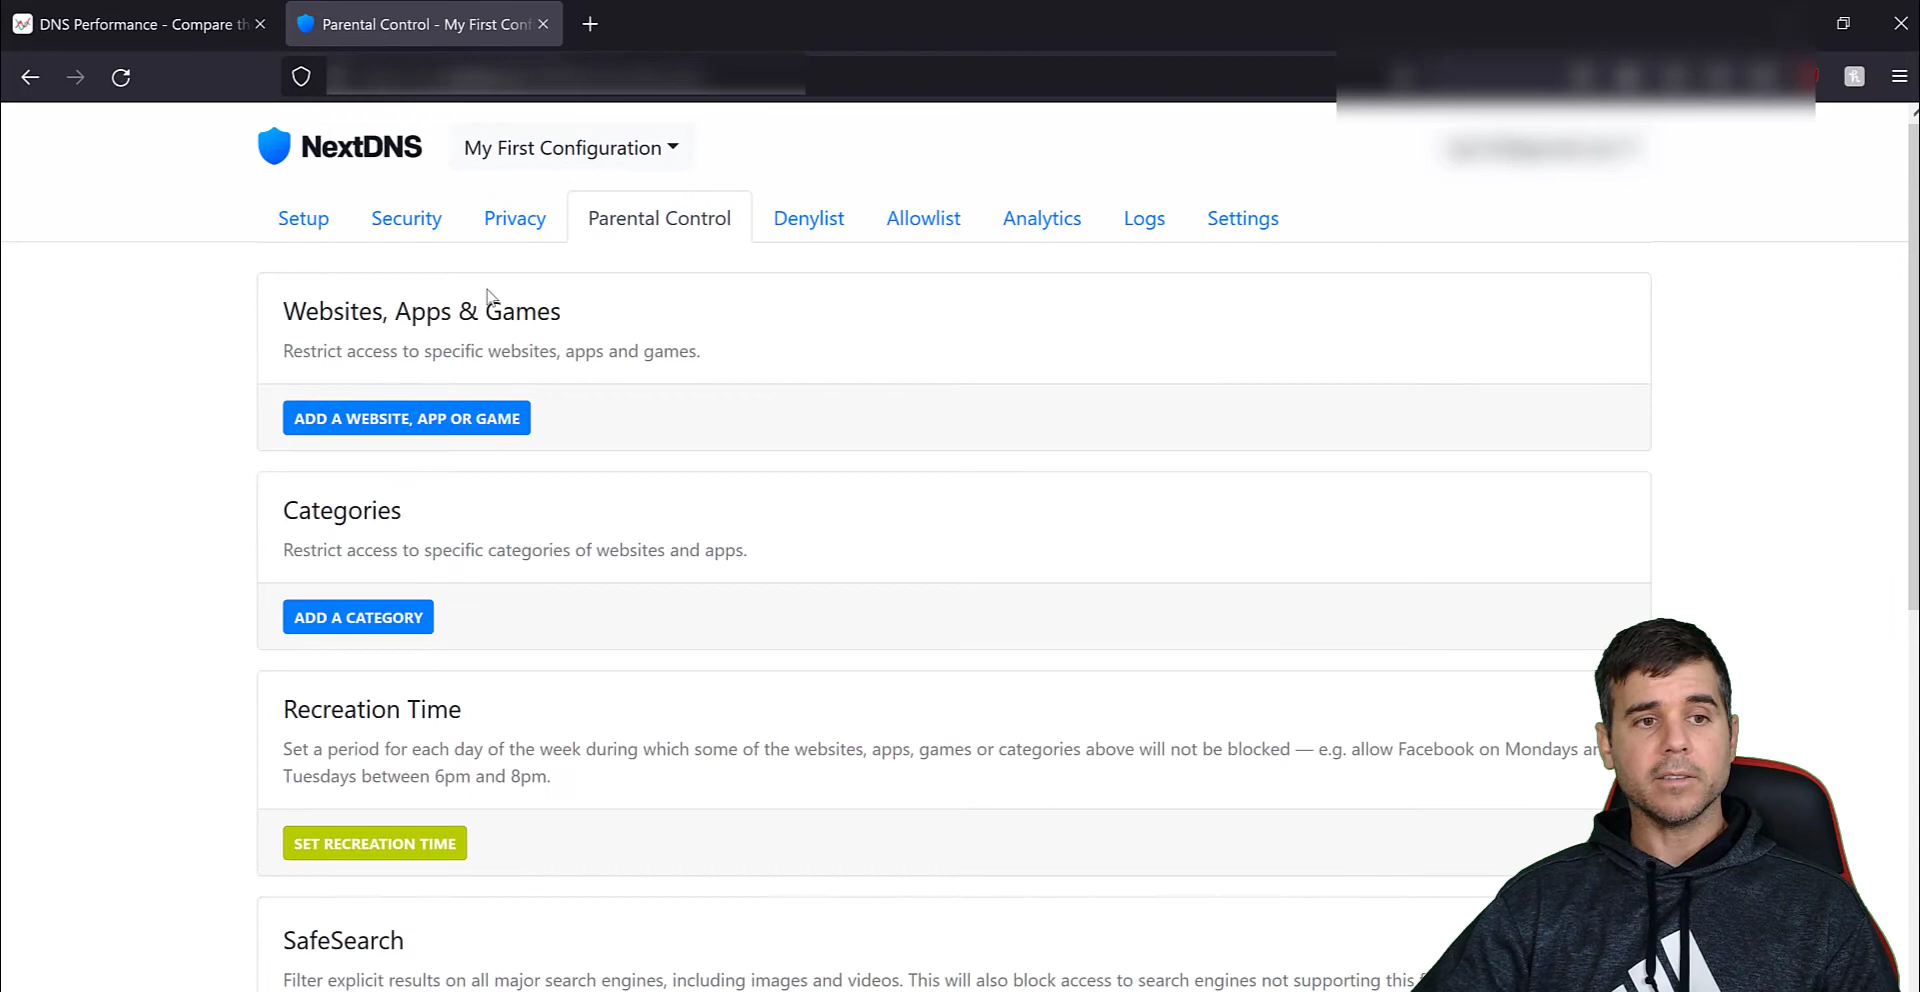 DNS Performance - Compare th
Parental Control - My First Conf
NextDNS
My First Configuration
Setup
Security
Privacy
Parental Control
Denylist
Allowlist
Analytics
Logs
Settings
Websites, Apps & Games
Restrict access to specific websites, apps and games.
ADD A WEBSITE, APP OR GAME
Categories
Restrict access to specific categories of websites and apps.
ADD A CATEGORY
Recreation Time
Set a period for each day of the week during which some of the websites, apps, games or categories above will not be blocked — e.g. allow Facebook on Mondays an
Tuesdays between 6pm and 8pm.
SET RECREATION TIME
SafeSearch
Filter explicit results on all major search engines, including images and videos. This will also block access to search engines not supporting this f